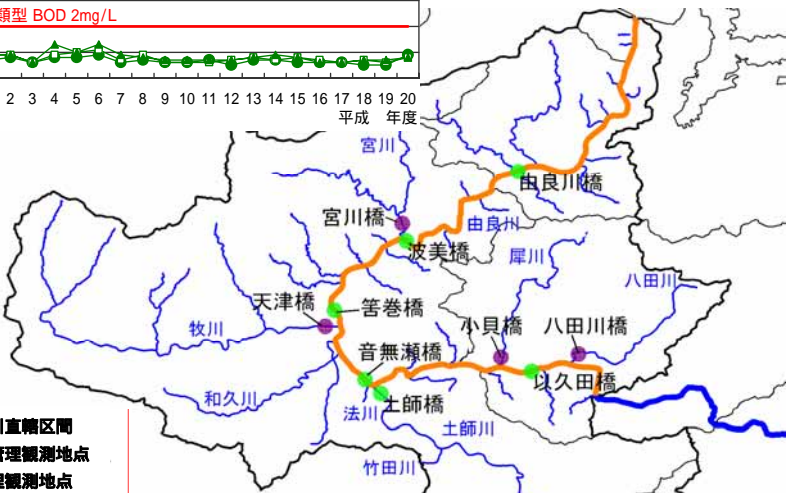 類型 BOD 2mg/L
2 3 4 5 6 7 8 9 10 11 12 13 14 15 16 17 18 19 20
平成 年度
宮川
由良川橋
宮川橋
由良川
波美橋
犀川
八田川
天津橋
筈巻橋
小貝橋
八田川橋
牧川
音無瀬橋
以久田橋
和久川
土師橋
法川
土師川
竹田川
川直轄区間
管理観測地点
理観測地点